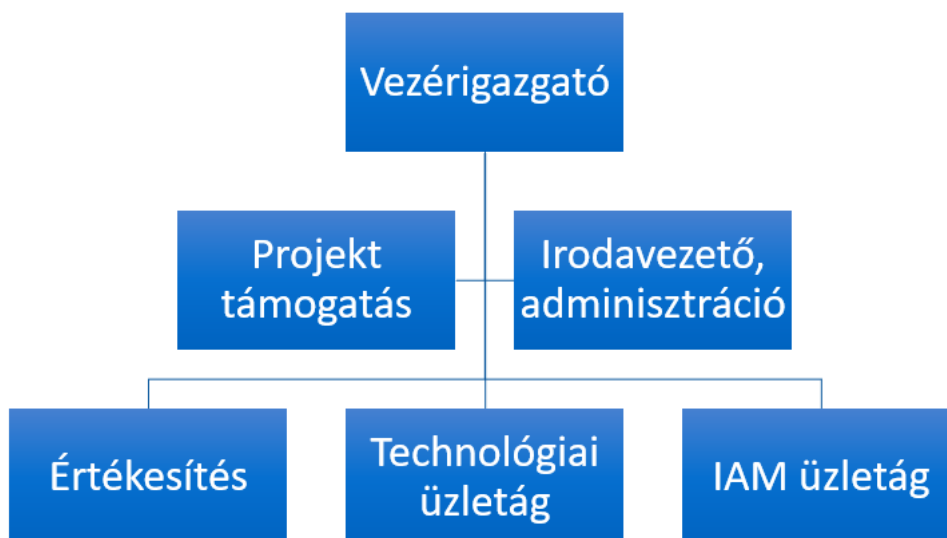 Vezérigazgató
Projekt
támogatás
Irodavezető,
adminisztráció
Értékesítés
Technológiai
üzletág
IAM üzletág